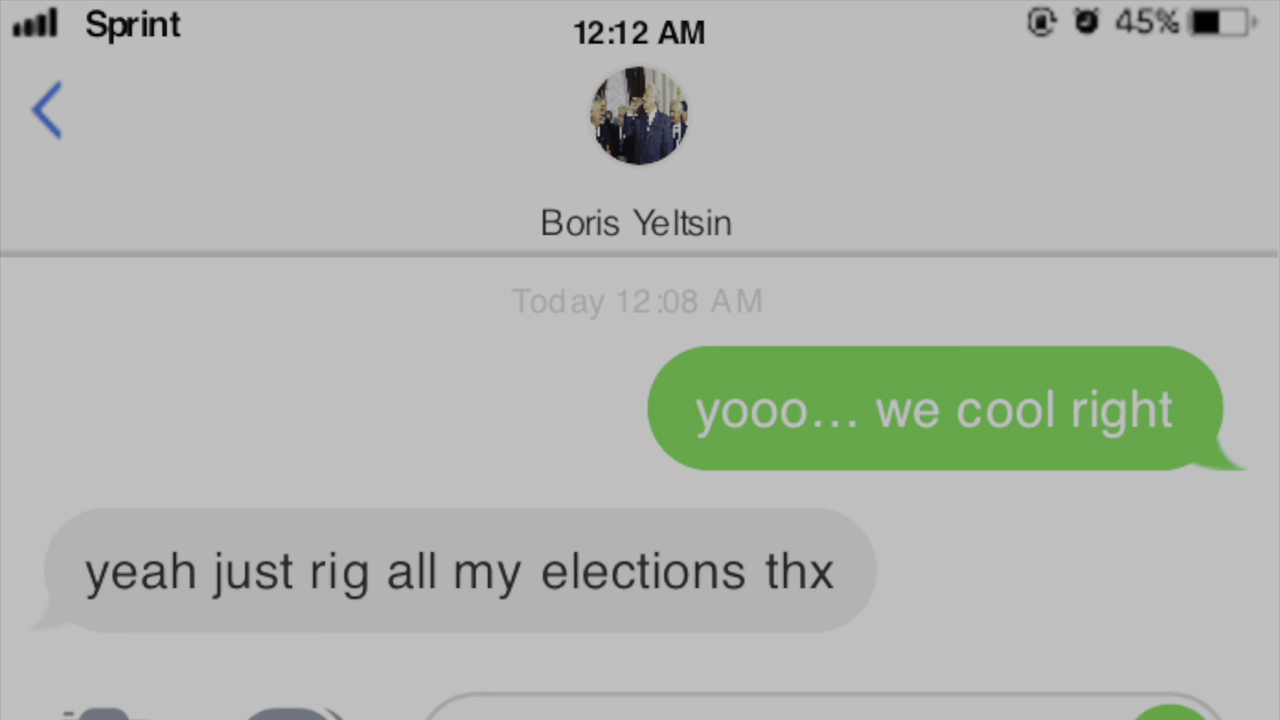 Sprint
12:12 AM
45%
Boris Yeltsin
Today 12:08 AM
yooo... we cool right
yeah just rig all my elections thx